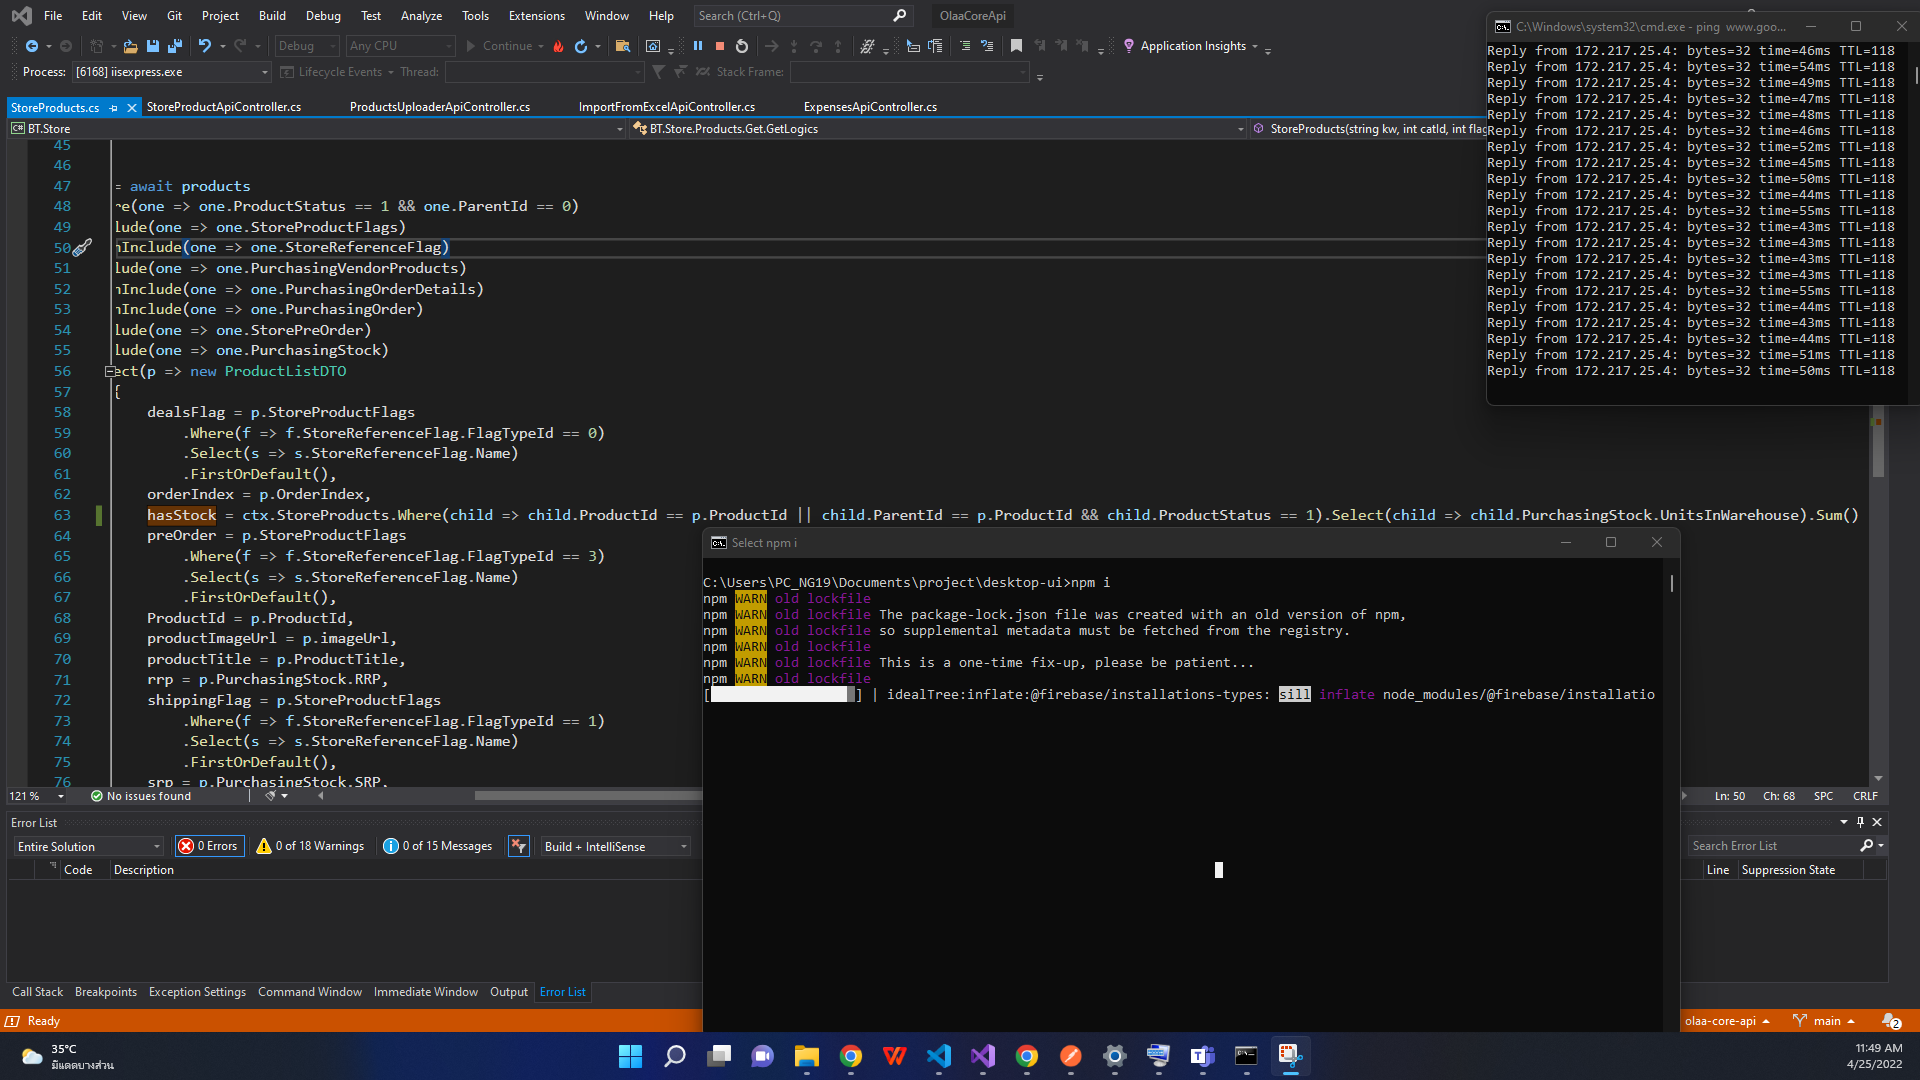 File Edit View Git Project Build Debug Test Analyze Tools Extensions Window Help Search (Ctrl+Q) OlaaCoreApi
Debug Any CPU Continue Application Insights
Process: [6168] iisexpress.exe Lifecycle Events Thread: Stack Frame:
StoreProducts.cs StoreProductApiController.cs ProductsUploaderApiController.cs ImportFromExcelApiController.cs ExpensesApiController.cs
BT.Store BT.Store.Products.Get.GetLogics StoreProducts(string kw, int catId, int flag
45
46
47 = await products
48 re(one => one.ProductStatus == 1 && one.ParentId == 0)
49 lude(one => one.StoreProductFlags)
50 nInclude(one => one.StoreReferenceFlag)
51 lude(one => one.PurchasingVendorProducts)
52 nInclude(one => one.PurchasingOrderDetails)
53 nInclude(one => one.PurchasingOrder)
54 lude(one => one.StorePreOrder)
55 lude(one => one.PurchasingStock)
56 ect(p => new ProductListDTO
57 {
58 dealsFlag = p.StoreProductFlags
59 .Where(f => f.StoreReferenceFlag.FlagTypeId == 0)
60 .Select(s => s.StoreReferenceFlag.Name)
61 .FirstOrDefault(),
62 orderIndex = p.OrderIndex,
63 hasStock = ctx.StoreProducts.Where(child => child.ProductId == p.ProductId || child.ParentId == p.ProductId && child.ProductStatus == 1).Select(child => child.PurchasingStock.UnitsInWarehouse).Sum()
64 preOrder = p.StoreProductFlags
65 .Where(f => f.StoreReferenceFlag.FlagTypeId == 3)
66 .Select(s => s.StoreReferenceFlag.Name)
67 .FirstOrDefault(),
68 ProductId = p.ProductId,
69 productImageUrl = p.imageUrl,
70 productTitle = p.ProductTitle,
71 rrp = p.PurchasingStock.RRP,
72 shippingFlag = p.StoreProductFlags
73 .Where(f => f.StoreReferenceFlag.FlagTypeId == 1)
74 .Select(s => s.StoreReferenceFlag.Name)
75 .FirstOrDefault(),
76 srp = p.PurchasingStock.SRP,
121 % No issues found Ln: 50 Ch: 68 SPC CRLF
C:\Windows\system32\cmd.exe - ping www.goo...
Reply from 172.217.25.4: bytes=32 time=46ms TTL=118
Reply from 172.217.25.4: bytes=32 time=54ms TTL=118
Reply from 172.217.25.4: bytes=32 time=49ms TTL=118
Reply from 172.217.25.4: bytes=32 time=47ms TTL=118
Reply from 172.217.25.4: bytes=32 time=48ms TTL=118
Reply from 172.217.25.4: bytes=32 time=46ms TTL=118
Reply from 172.217.25.4: bytes=32 time=52ms TTL=118
Reply from 172.217.25.4: bytes=32 time=45ms TTL=118
Reply from 172.217.25.4: bytes=32 time=50ms TTL=118
Reply from 172.217.25.4: bytes=32 time=44ms TTL=118
Reply from 172.217.25.4: bytes=32 time=55ms TTL=118
Reply from 172.217.25.4: bytes=32 time=43ms TTL=118
Reply from 172.217.25.4: bytes=32 time=43ms TTL=118
Reply from 172.217.25.4: bytes=32 time=43ms TTL=118
Reply from 172.217.25.4: bytes=32 time=43ms TTL=118
Reply from 172.217.25.4: bytes=32 time=55ms TTL=118
Reply from 172.217.25.4: bytes=32 time=44ms TTL=118
Reply from 172.217.25.4: bytes=32 time=43ms TTL=118
Reply from 172.217.25.4: bytes=32 time=44ms TTL=118
Reply from 172.217.25.4: bytes=32 time=51ms TTL=118
Reply from 172.217.25.4: bytes=32 time=50ms TTL=118
Select npm i
C:\Users\PC_NG19\Documents\project\desktop-ui>npm i
npm WARN old lockfile
npm WARN old lockfile The package-lock.json file was created with an old version of npm,
npm WARN old lockfile so supplemental metadata must be fetched from the registry.
npm WARN old lockfile
npm WARN old lockfile This is a one-time fix-up, please be patient...
npm WARN old lockfile
[ ] | idealTree:inflate:@firebase/installations-types: sill inflate node_modules/@firebase/installatio
Error List
Entire Solution 0 Errors 0 of 18 Warnings 0 of 15 Messages Build + IntelliSense Search Error List
Code Description Line Suppression State
Call Stack Breakpoints Exception Settings Command Window Immediate Window Output Error List
Ready olaa-core-api main 2
35°C
มีแดดบางส่วน
11:49 AM
4/25/2022